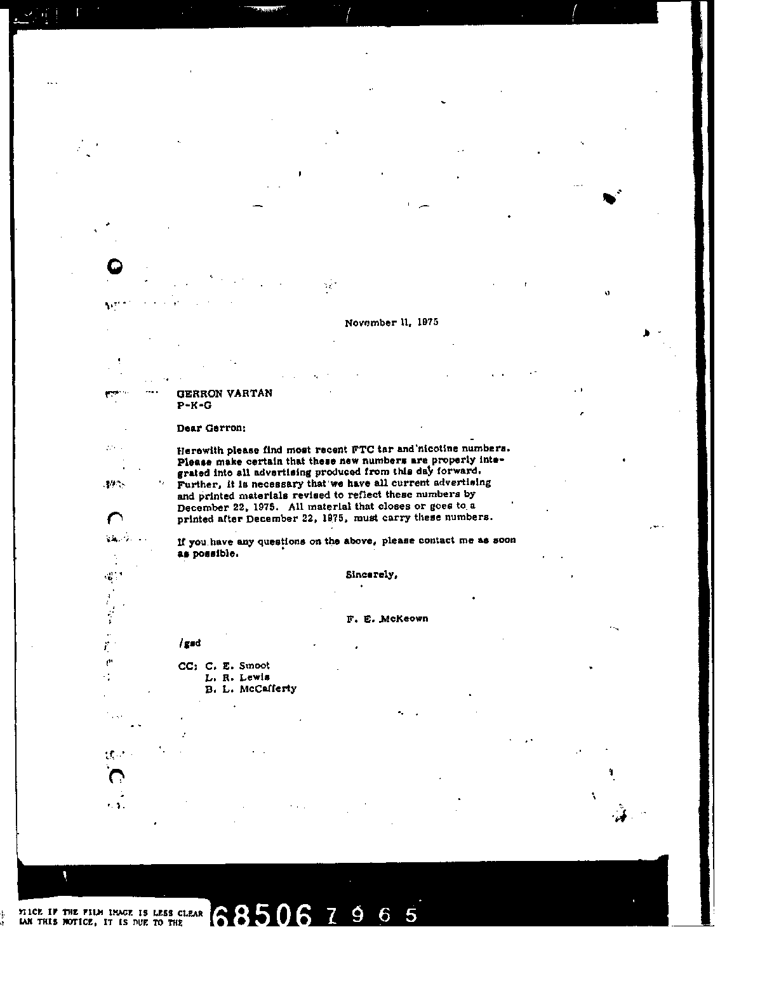 November 11, 1975
GERRON VARTAN
P-K-G
Dear Gerron:
Herewith please find most recent FTC tar and nicotine numbers.
Please make certain that these new numbers are properly inte-
grated into all advertising produced from this day forward.
Further, it is necessary that we have all current advertising
and printed materials revised to reflect these numbers by
December 22, 1975. All material that closes or goes to a
printed after December 22, 1975, must carry these numbers.
If you have any questions on the above, please contact me as soon
as possible.
Sincerely,
F. E. McKeown
/gsd
CC: C. E. Smoot
L. R. Lewis
B. L. McCafferty
IF THE FILM IMAGE IS LESS CLEAR
THIS NOTICE, IT IS DUE TO THE
685067965